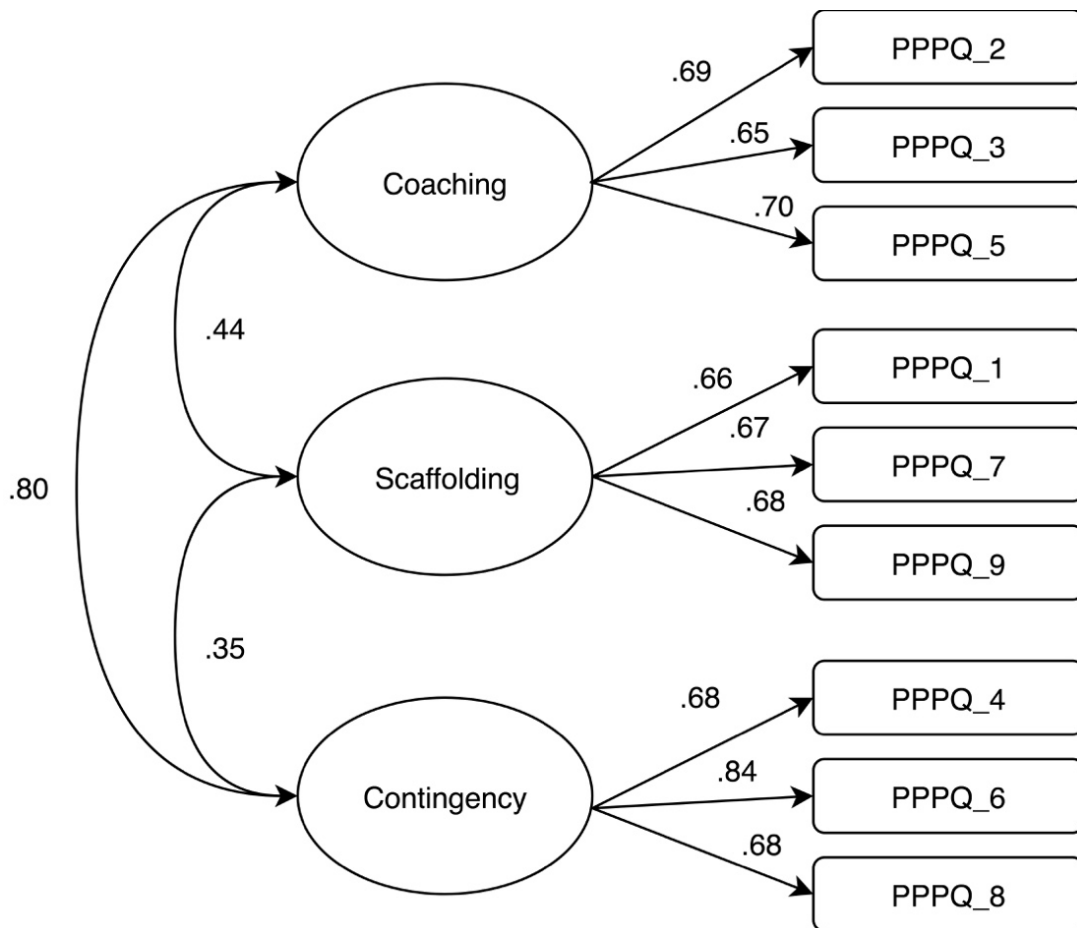 PPPQ_2
.69
.65
PPPQ_3
Coaching
.70
PPPQ_5
.44
PPPQ_1
.66
.67
PPPQ_7
Scaffolding
.80
.68
PPPQ_9
.35
.68
PPPQ_4
.84
PPPQ_6
Contingency
.68
PPPQ_8